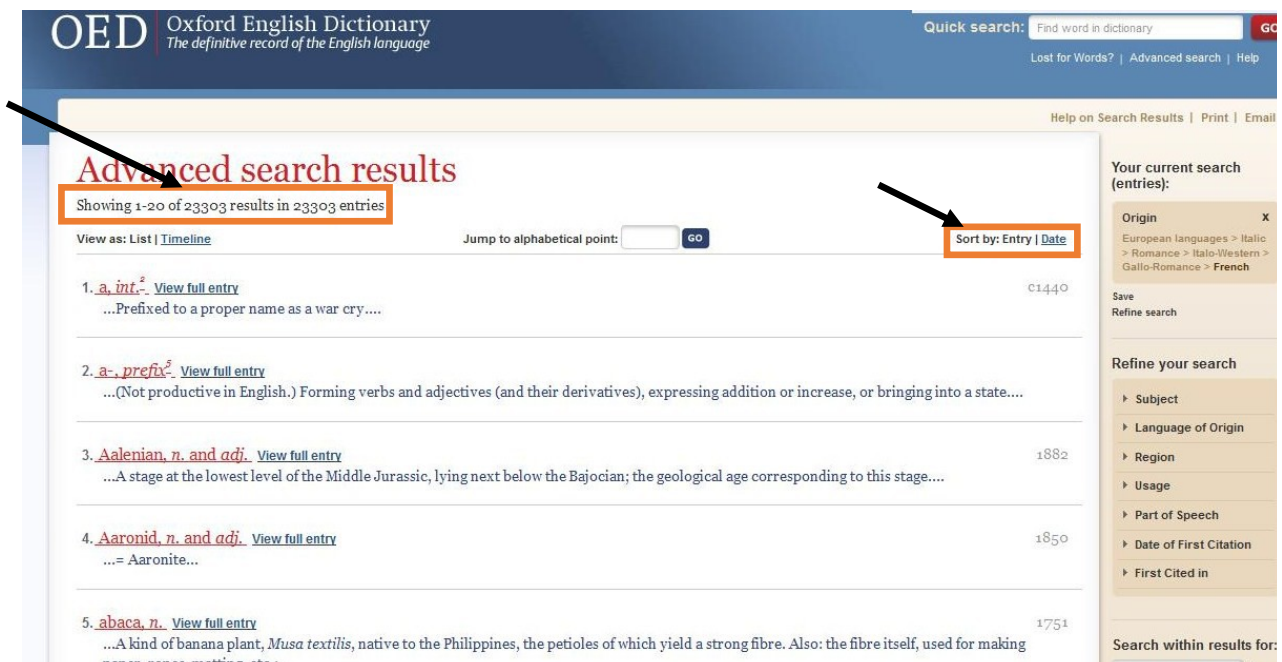 OED Oxford English Dictionary
The definitive record of the English language
Quick search: Find word in dictionary GO
Lost for Words? | Advanced search | Help
Help on Search Results | Print | Email
Advanced search results
Showing 1-20 of 23303 results in 23303 entries
View as: List | Timeline Jump to alphabetical point: GO Sort by: Entry | Date
1. a, int.² View full entry c1440
...Prefixed to a proper name as a war cry....
2. a-, prefix⁵ View full entry
...(Not productive in English.) Forming verbs and adjectives (and their derivatives), expressing addition or increase, or bringing into a state....
3. Aalenian, n. and adj. View full entry 1882
...A stage at the lowest level of the Middle Jurassic, lying next below the Bajocian; the geological age corresponding to this stage....
4. Aaronid, n. and adj. View full entry 1850
...= Aaronite...
5. abaca, n. View full entry 1751
...A kind of banana plant, Musa textilis, native to the Philippines, the petioles of which yield a strong fibre. Also: the fibre itself, used for making
Your current search
(entries):
Origin x
European languages > Italic
> Romance > Italo-Western >
Gallo-Romance > French
Save
Refine search
Refine your search
Subject
Language of Origin
Region
Usage
Part of Speech
Date of First Citation
First Cited in
Search within results for: